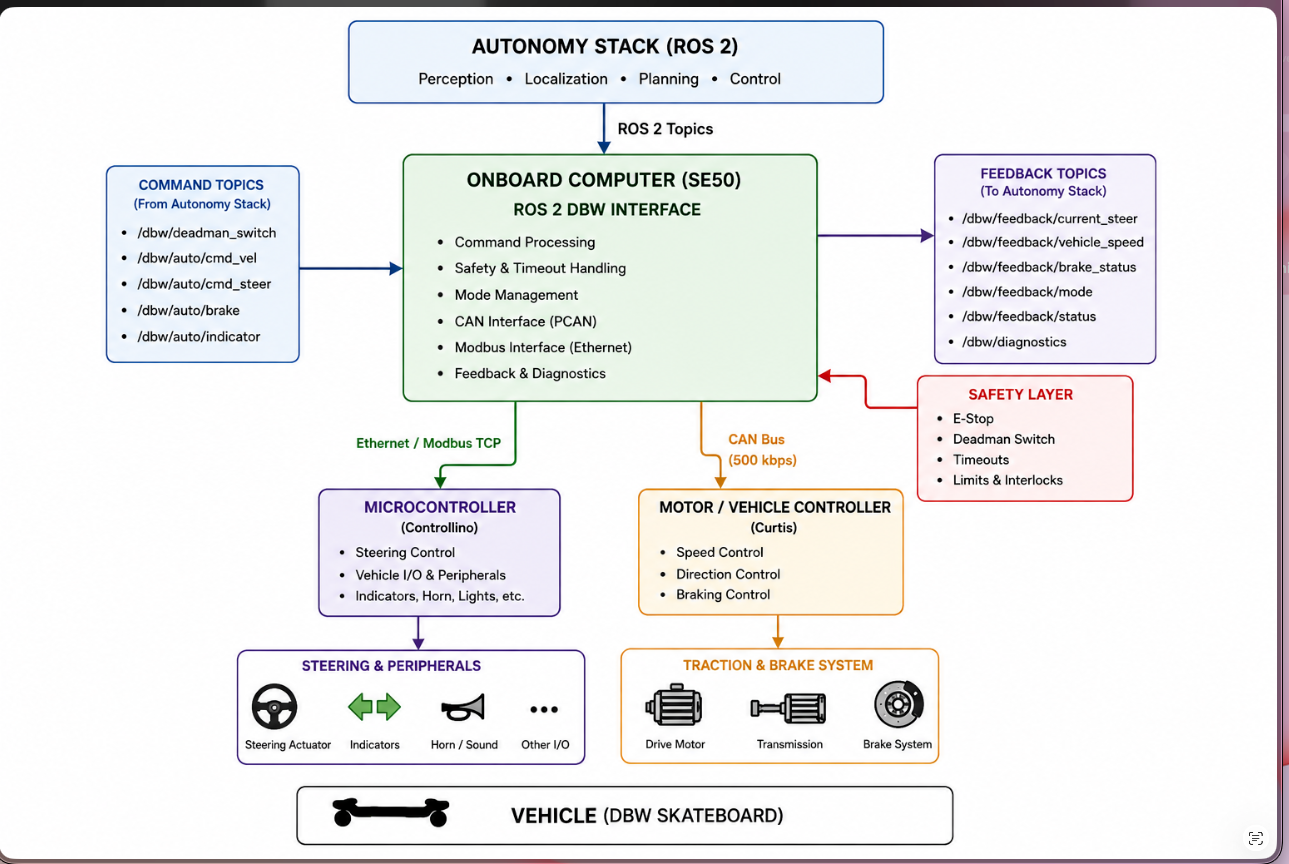 AUTONOMY STACK (ROS 2)
Perception • Localization • Planning • Control
ROS 2 Topics
COMMAND TOPICS
(From Autonomy Stack)
• /dbw/deadman_switch
• /dbw/auto/cmd_vel
• /dbw/auto/cmd_steer
• /dbw/auto/brake
• /dbw/auto/indicator
ONBOARD COMPUTER (SE50)
ROS 2 DBW INTERFACE
• Command Processing
• Safety & Timeout Handling
• Mode Management
• CAN Interface (PCAN)
• Modbus Interface (Ethernet)
• Feedback & Diagnostics
FEEDBACK TOPICS
(To Autonomy Stack)
• /dbw/feedback/current_steer
• /dbw/feedback/vehicle_speed
• /dbw/feedback/brake_status
• /dbw/feedback/mode
• /dbw/feedback/status
• /dbw/diagnostics
SAFETY LAYER
• E-Stop
• Deadman Switch
• Timeouts
• Limits & Interlocks
Ethernet / Modbus TCP
CAN Bus
(500 kbps)
MICROCONTROLLER
(Controllino)
• Steering Control
• Vehicle I/O & Peripherals
• Indicators, Horn, Lights, etc.
MOTOR / VEHICLE CONTROLLER
(Curtis)
• Speed Control
• Direction Control
• Braking Control
STEERING & PERIPHERALS
Steering Actuator
Indicators
Horn / Sound
Other I/O
TRACTION & BRAKE SYSTEM
Drive Motor
Transmission
Brake System
VEHICLE (DBW SKATEBOARD)